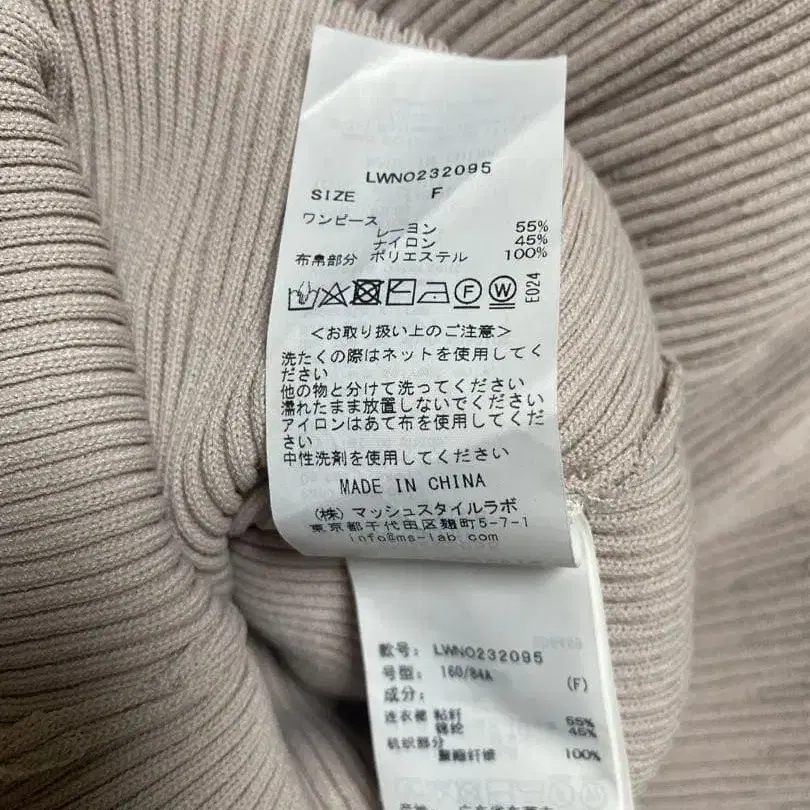 LWNO232095
SIZE F
ワンピース
レーヨン 55%
ナイロン 45%
布帛部分 ポリエステル 100%
F W E024
<お取り扱い上のご注意>
洗たくの際はネットを使用してく
ださい
他の物と分けて洗ってください
濡れたまま放置しないでください
アイロンはあて布を使用してくだ
さい
中性洗剤を使用してください
MADE IN CHINA
(株) マッシュスタイルラボ
東京都千代田区麹町5-7-1
info@ms-lab.com
款号: LWNO232095
号型: 160/84A (F)
成分:
连衣裙 粘纤 55%
锦纶 45%
机织部分
聚酯纤维 100%